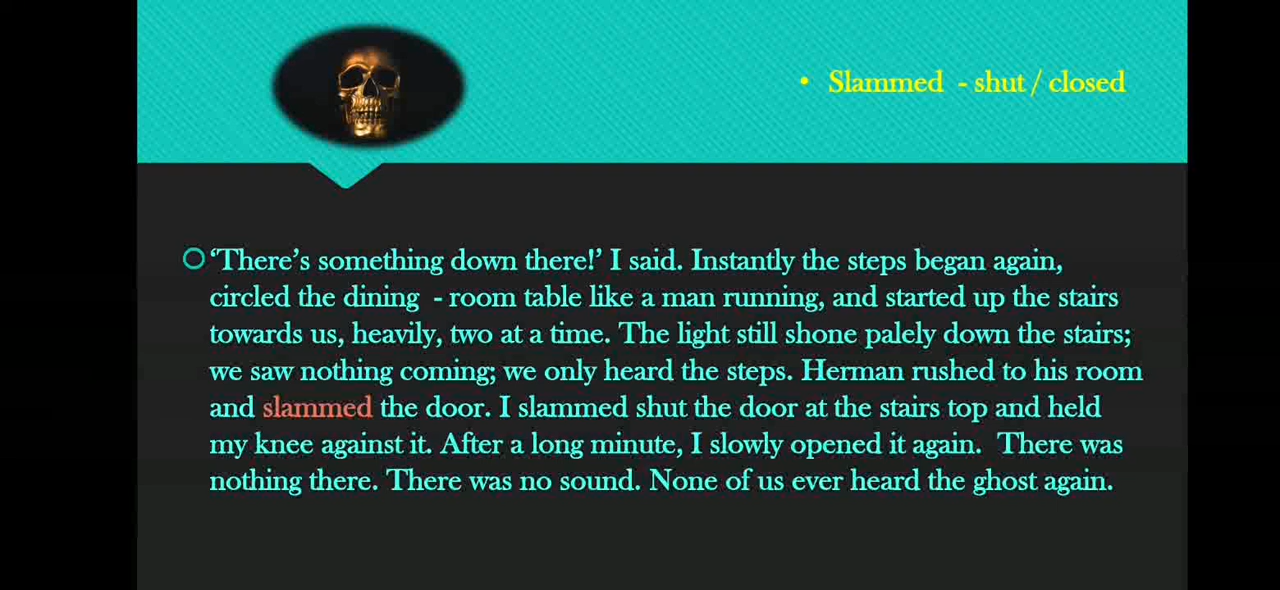 • Slammed - shut / closed
‘There’s something down there!’ I said. Instantly the steps began again,
circled the dining - room table like a man running, and started up the stairs
towards us, heavily, two at a time. The light still shone palely down the stairs;
we saw nothing coming; we only heard the steps. Herman rushed to his room
and slammed the door. I slammed shut the door at the stairs top and held
my knee against it. After a long minute, I slowly opened it again. There was
nothing there. There was no sound. None of us ever heard the ghost again.